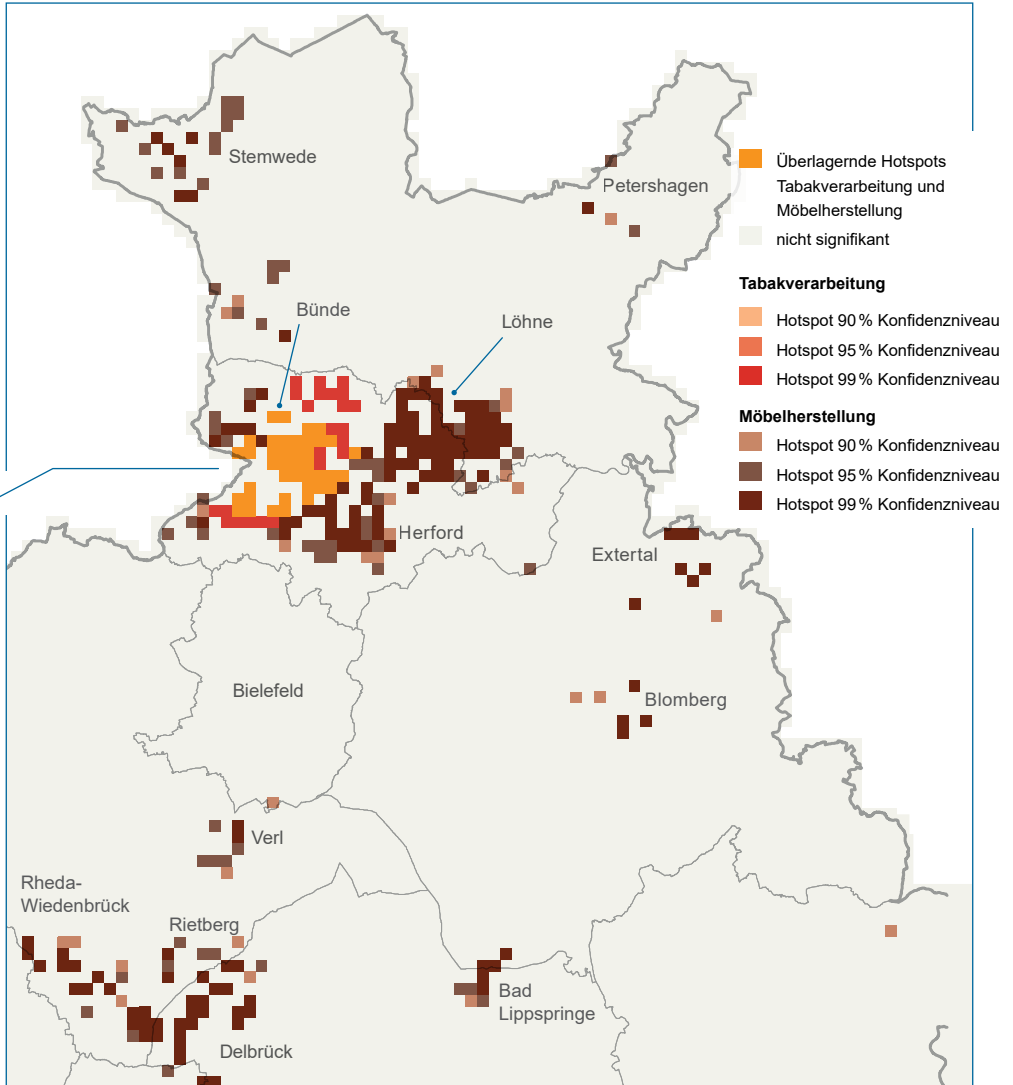 Stemwede
Petershagen
Bünde
Löhne
Herford
Extertal
Bielefeld
Blomberg
Verl
Rheda-
Wiedenbrück
Rietberg
Bad
Lippspringe
Delbrück
Überlagernde Hotspots
Tabakverarbeitung und
Möbelherstellung
nicht signifikant
Tabakverarbeitung
Hotspot 90 % Konfidenzniveau
Hotspot 95 % Konfidenzniveau
Hotspot 99 % Konfidenzniveau
Möbelherstellung
Hotspot 90 % Konfidenzniveau
Hotspot 95 % Konfidenzniveau
Hotspot 99 % Konfidenzniveau